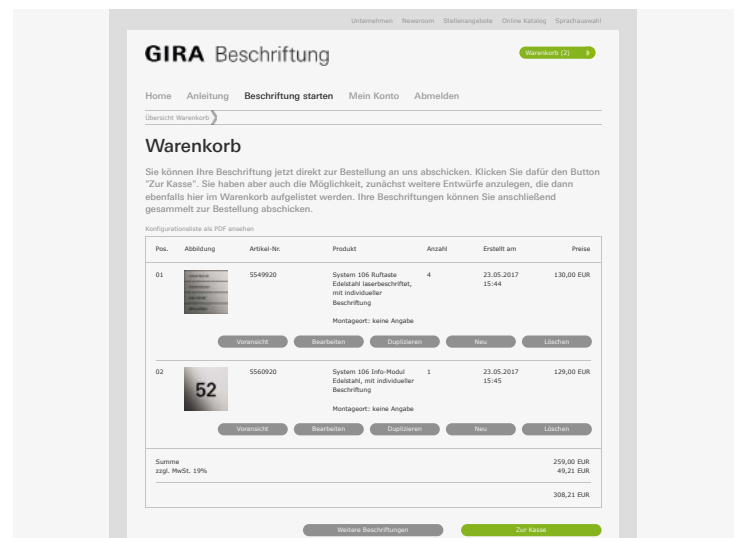 Unternehmen Newsroom Stellenangebote Online Katalog Sprachauswahl
GIRA Beschriftung
Warenkorb (2)
Home Anleitung Beschriftung starten Mein Konto Abmelden
Übersicht Warenkorb
Warenkorb
Sie können Ihre Beschriftung jetzt direkt zur Bestellung an uns abschicken. Klicken Sie dafür den Button
"Zur Kasse". Sie haben aber auch die Möglichkeit, zunächst weitere Entwürfe anzulegen, die dann
ebenfalls hier im Warenkorb aufgelistet werden. Ihre Beschriftungen können Sie anschließend
gesammelt zur Bestellung abschicken.
Konfigurationsliste als PDF ansehen
Pos. Abbildung Artikel-Nr. Produkt Anzahl Erstellt am Preise
01 5549920 System 106 Ruftaste 4 23.05.2017 130,00 EUR
Edelstahl laserbeschriftet, 15:44
mit individueller
Beschriftung
Montageort: keine Angabe
Voransicht Bearbeiten Duplizieren Neu Löschen
02 5560920 System 106 Info-Modul 1 23.05.2017 129,00 EUR
Edelstahl, mit individueller 15:45
Beschriftung
52
Montageort: keine Angabe
Voransicht Bearbeiten Duplizieren Neu Löschen
Summe 259,00 EUR
zzgl. MwSt. 19% 49,21 EUR
308,21 EUR
Weitere Beschriftungen Zur Kasse